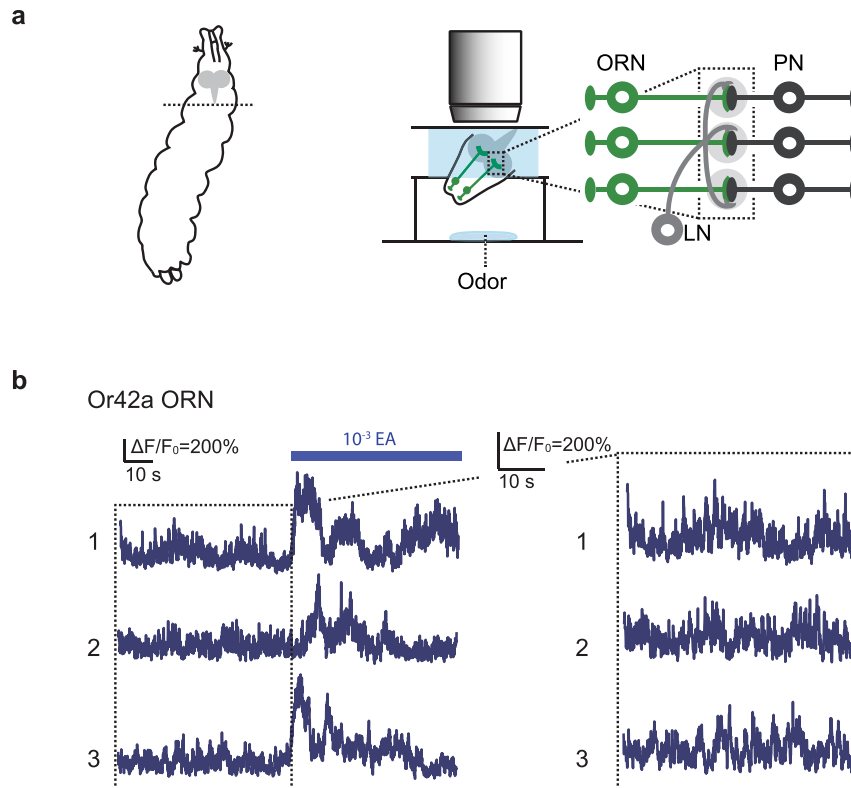 a
ORN
PN
LN
Odor
b
Or42a ORN
ΔF/F₀=200%
10 s
10⁻³ EA
ΔF/F₀=200%
10 s
1
2
3
1
2
3